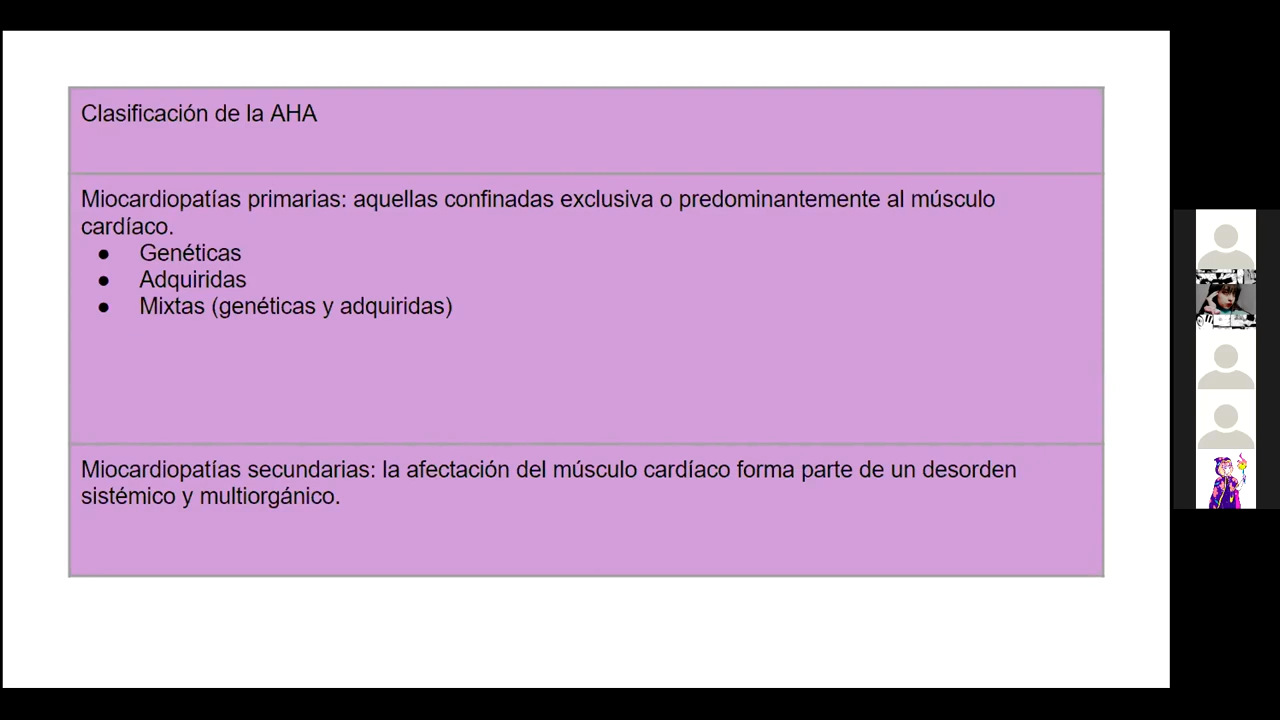 Clasificación de la AHA
Miocardiopatías primarias: aquellas confinadas exclusiva o predominantemente al músculo
cardíaco.
● Genéticas
● Adquiridas
● Mixtas (genéticas y adquiridas)
Miocardiopatías secundarias: la afectación del músculo cardíaco forma parte de un desorden
sistémico y multiorgánico.